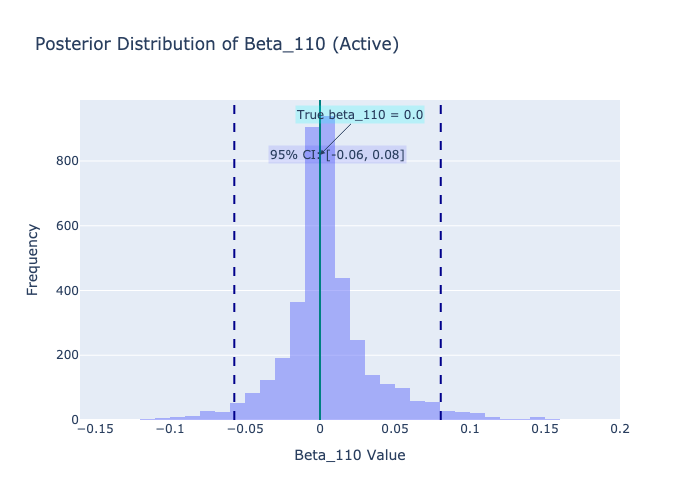 Posterior Distribution of Beta_110 (Active)
True beta_110 = 0.0
95% CI: [-0.06, 0.08]
Frequency
800
600
400
200
0
−0.15
−0.1
−0.05
0
0.05
0.1
0.15
0.2
Beta_110 Value